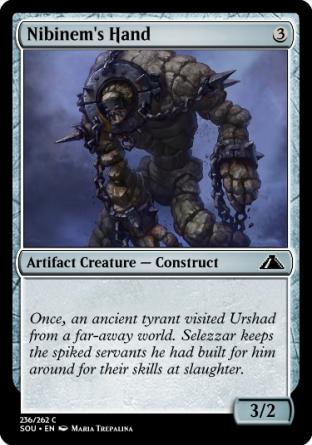 Nibinem's Hand 3
Artifact Creature — Construct
Once, an ancient tyrant visited Urshad
from a far-away world. Selezzar keeps
the spiked servants he had built for him
around for their skills at slaughter.
3/2
236/262 C
SOU • EN Maria Trepalina